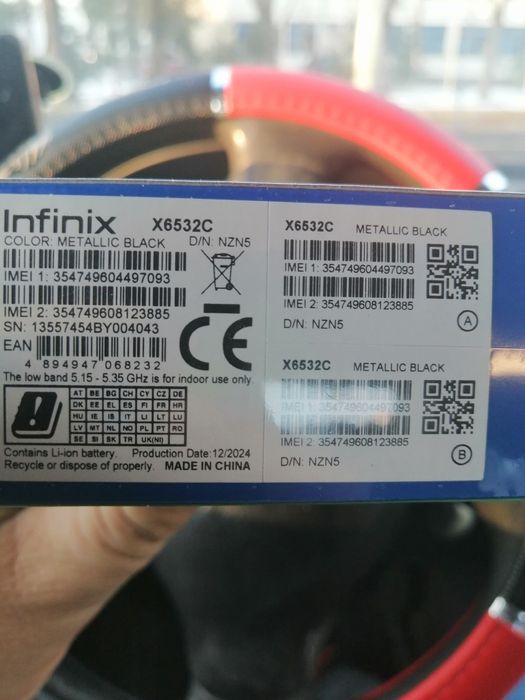 Infinix X6532C
COLOR: METALLIC BLACK D/N: NZN5
IMEI 1: 354749604497093
IMEI 2: 354749608123885
SN: 13557454BY004043
EAN
4 894947 068232
CE
The low band 5.15 - 5.35 GHz is for indoor use only.
AT BE BG CH CY CZ DE
DK EE EL ES FI FR HR
HU IE IB IT LI LT LU
LV MT NL NO PL PT RO
SE SI SK TR UK(NI)
Contains Li-ion battery. Production Date: 12/2024
Recycle or dispose of properly. MADE IN CHINA
X6532C METALLIC BLACK
IMEI 1: 354749604497093
IMEI 2: 354749608123885
D/N: NZN5
A
X6532C METALLIC BLACK
IMEI 1: 354749604497093
IMEI 2: 354749608123885
D/N: NZN5
B